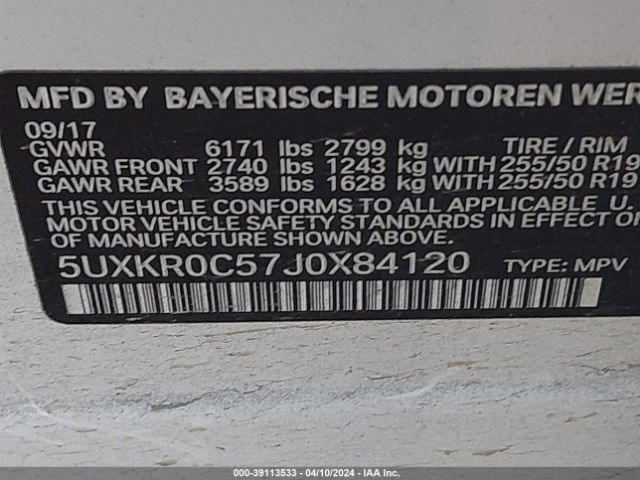 MFD BY BAYERISCHE MOTOREN WER
09/17
GVWR 6171 lbs 2799 kg TIRE / RIM
GAWR FRONT 2740 lbs 1243 kg WITH 255/50 R19
GAWR REAR 3589 lbs 1628 kg WITH 255/50 R19
THIS VEHICLE CONFORMS TO ALL APPLICABLE U.
MOTOR VEHICLE SAFETY STANDARDS IN EFFECT O
OF MANUFACTURE SHOWN ABOVE.
5UXKR0C57J0X84120 TYPE: MPV
000-39113533 / 04/10/2024 / IAA Inc.